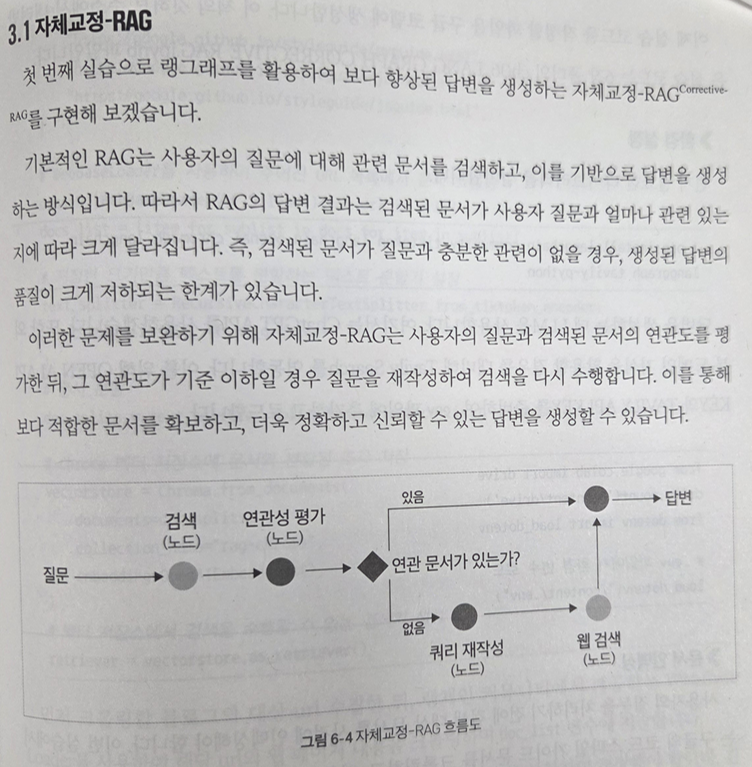 3.1 자체교정-RAG
첫 번째 실습으로 랭그래프를 활용하여 보다 향상된 답변을 생성하는 자체교정-RAG Corrective-
RAG를 구현해 보겠습니다.
기본적인 RAG는 사용자의 질문에 대해 관련 문서를 검색하고, 이를 기반으로 답변을 생성
하는 방식입니다. 따라서 RAG의 답변 결과는 검색된 문서가 사용자 질문과 얼마나 관련 있는
지에 따라 크게 달라집니다. 즉, 검색된 문서가 질문과 충분한 관련이 없을 경우, 생성된 답변의
품질이 크게 저하되는 한계가 있습니다.
이러한 문제를 보완하기 위해 자체교정-RAG는 사용자의 질문과 검색된 문서의 연관도를 평
가한 뒤, 그 연관도가 기준 이하일 경우 질문을 재작성하여 검색을 다시 수행합니다. 이를 통해
보다 적합한 문서를 확보하고, 더욱 정확하고 신뢰할 수 있는 답변을 생성할 수 있습니다.
질문
검색
(노드)
연관성 평가
(노드)
연관 문서가 있는가?
있음
답변
없음
쿼리 재작성
(노드)
웹 검색
(노드)
그림 6-4 자체교정-RAG 흐름도